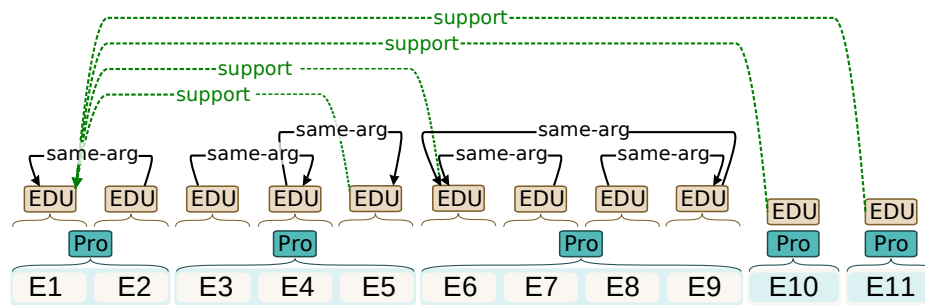 support
support
support
support
same-arg same-arg
same-arg same-arg same-arg same-arg
EDU EDU EDU EDU EDU EDU EDU EDU EDU
EDU EDU
Pro Pro Pro Pro Pro
E1 E2 E3 E4 E5 E6 E7 E8 E9 E10 E11